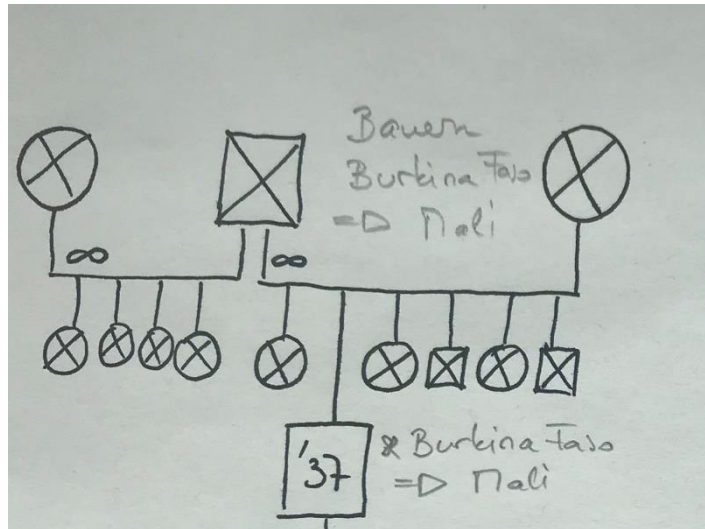 Bauern
Burkina Faso
=> Mali
∞
∞
'37
* Burkina Faso
=> Mali